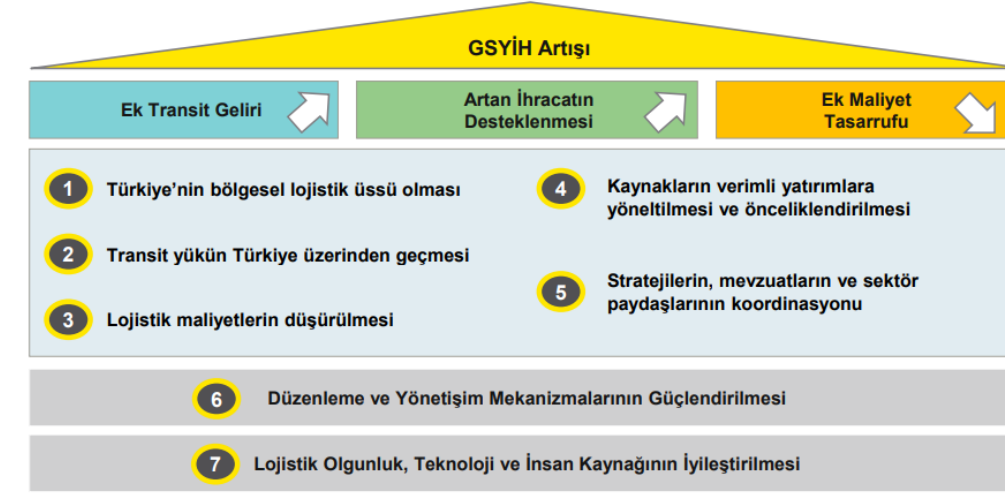 GSYİH Artışı
Ek Transit Geliri
Artan İhracatın
Desteklenmesi
Ek Maliyet
Tasarrufu
1 Türkiye’nin bölgesel lojistik üssü olması
2 Transit yükün Türkiye üzerinden geçmesi
3 Lojistik maliyetlerin düşürülmesi
4 Kaynakların verimli yatırımlara
yöneltilmesi ve önceliklendirilmesi
5 Stratejilerin, mevzuatların ve sektör
paydaşlarının koordinasyonu
6 Düzenleme ve Yönetişim Mekanizmalarının Güçlendirilmesi
7 Lojistik Olgunluk, Teknoloji ve İnsan Kaynağının İyileştirilmesi